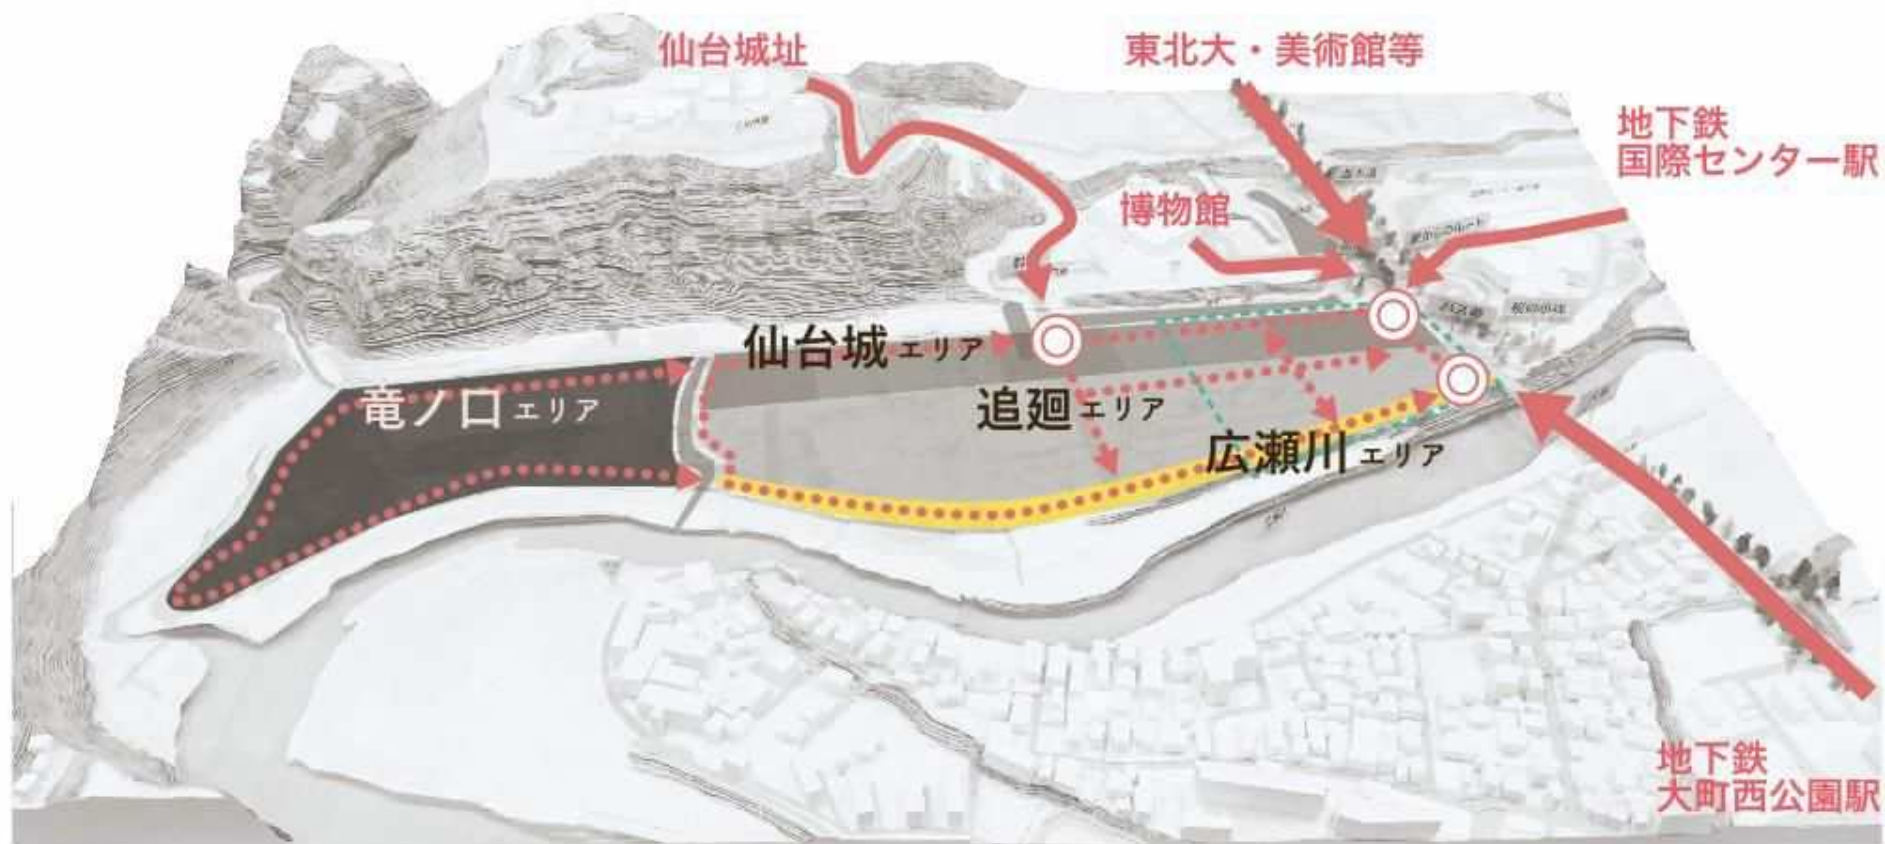 仙台城址
東北大・美術館等
地下鉄
国際センター駅
博物館
仙台城エリア
竜ノ口エリア
追廻エリア
広瀬川エリア
地下鉄
大町西公園駅